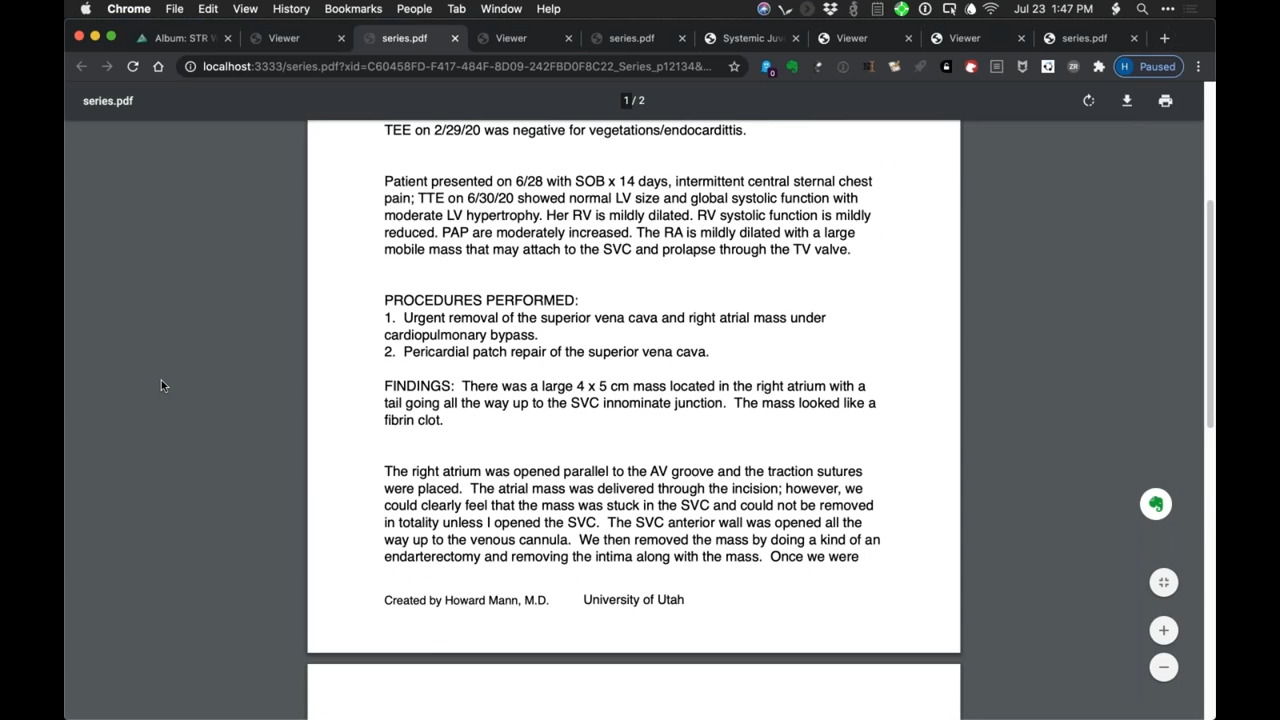 Chrome File Edit View History Bookmarks People Tab Window Help Jul 23 1:47 PM
Album: STR Viewer series.pdf Viewer series.pdf Systemic Juv Viewer Viewer series.pdf
localhost:3333/series.pdf?xid=C60458FD-F417-484F-8D09-242FBD0F8C22_Series_p12134&... H Paused
series.pdf 1 / 2
TEE on 2/29/20 was negative for vegetations/endocardittis.
Patient presented on 6/28 with SOB x 14 days, intermittent central sternal chest
pain; TTE on 6/30/20 showed normal LV size and global systolic function with
moderate LV hypertrophy. Her RV is mildly dilated. RV systolic function is mildly
reduced. PAP are moderately increased. The RA is mildly dilated with a large
mobile mass that may attach to the SVC and prolapse through the TV valve.
PROCEDURES PERFORMED:
1. Urgent removal of the superior vena cava and right atrial mass under
cardiopulmonary bypass.
2. Pericardial patch repair of the superior vena cava.
FINDINGS: There was a large 4 x 5 cm mass located in the right atrium with a
tail going all the way up to the SVC innominate junction. The mass looked like a
fibrin clot.
The right atrium was opened parallel to the AV groove and the traction sutures
were placed. The atrial mass was delivered through the incision; however, we
could clearly feel that the mass was stuck in the SVC and could not be removed
in totality unless I opened the SVC. The SVC anterior wall was opened all the
way up to the venous cannula. We then removed the mass by doing a kind of an
endarterectomy and removing the intima along with the mass. Once we were
Created by Howard Mann, M.D. University of Utah